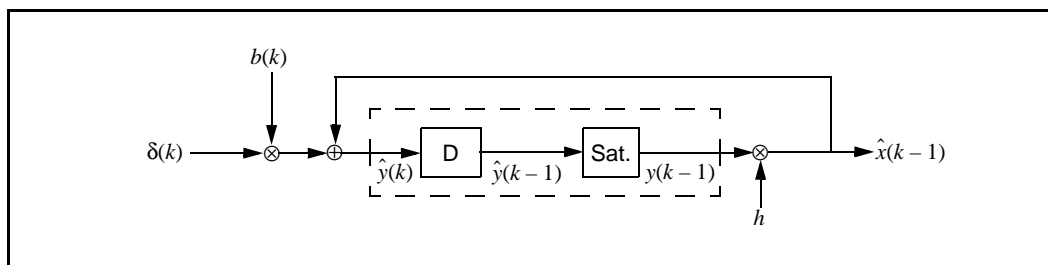 b(k)
δ(k)
⊗
⊕
ŷ(k)
D
ŷ(k – 1)
Sat.
y(k – 1)
⊗
x̂(k – 1)
h